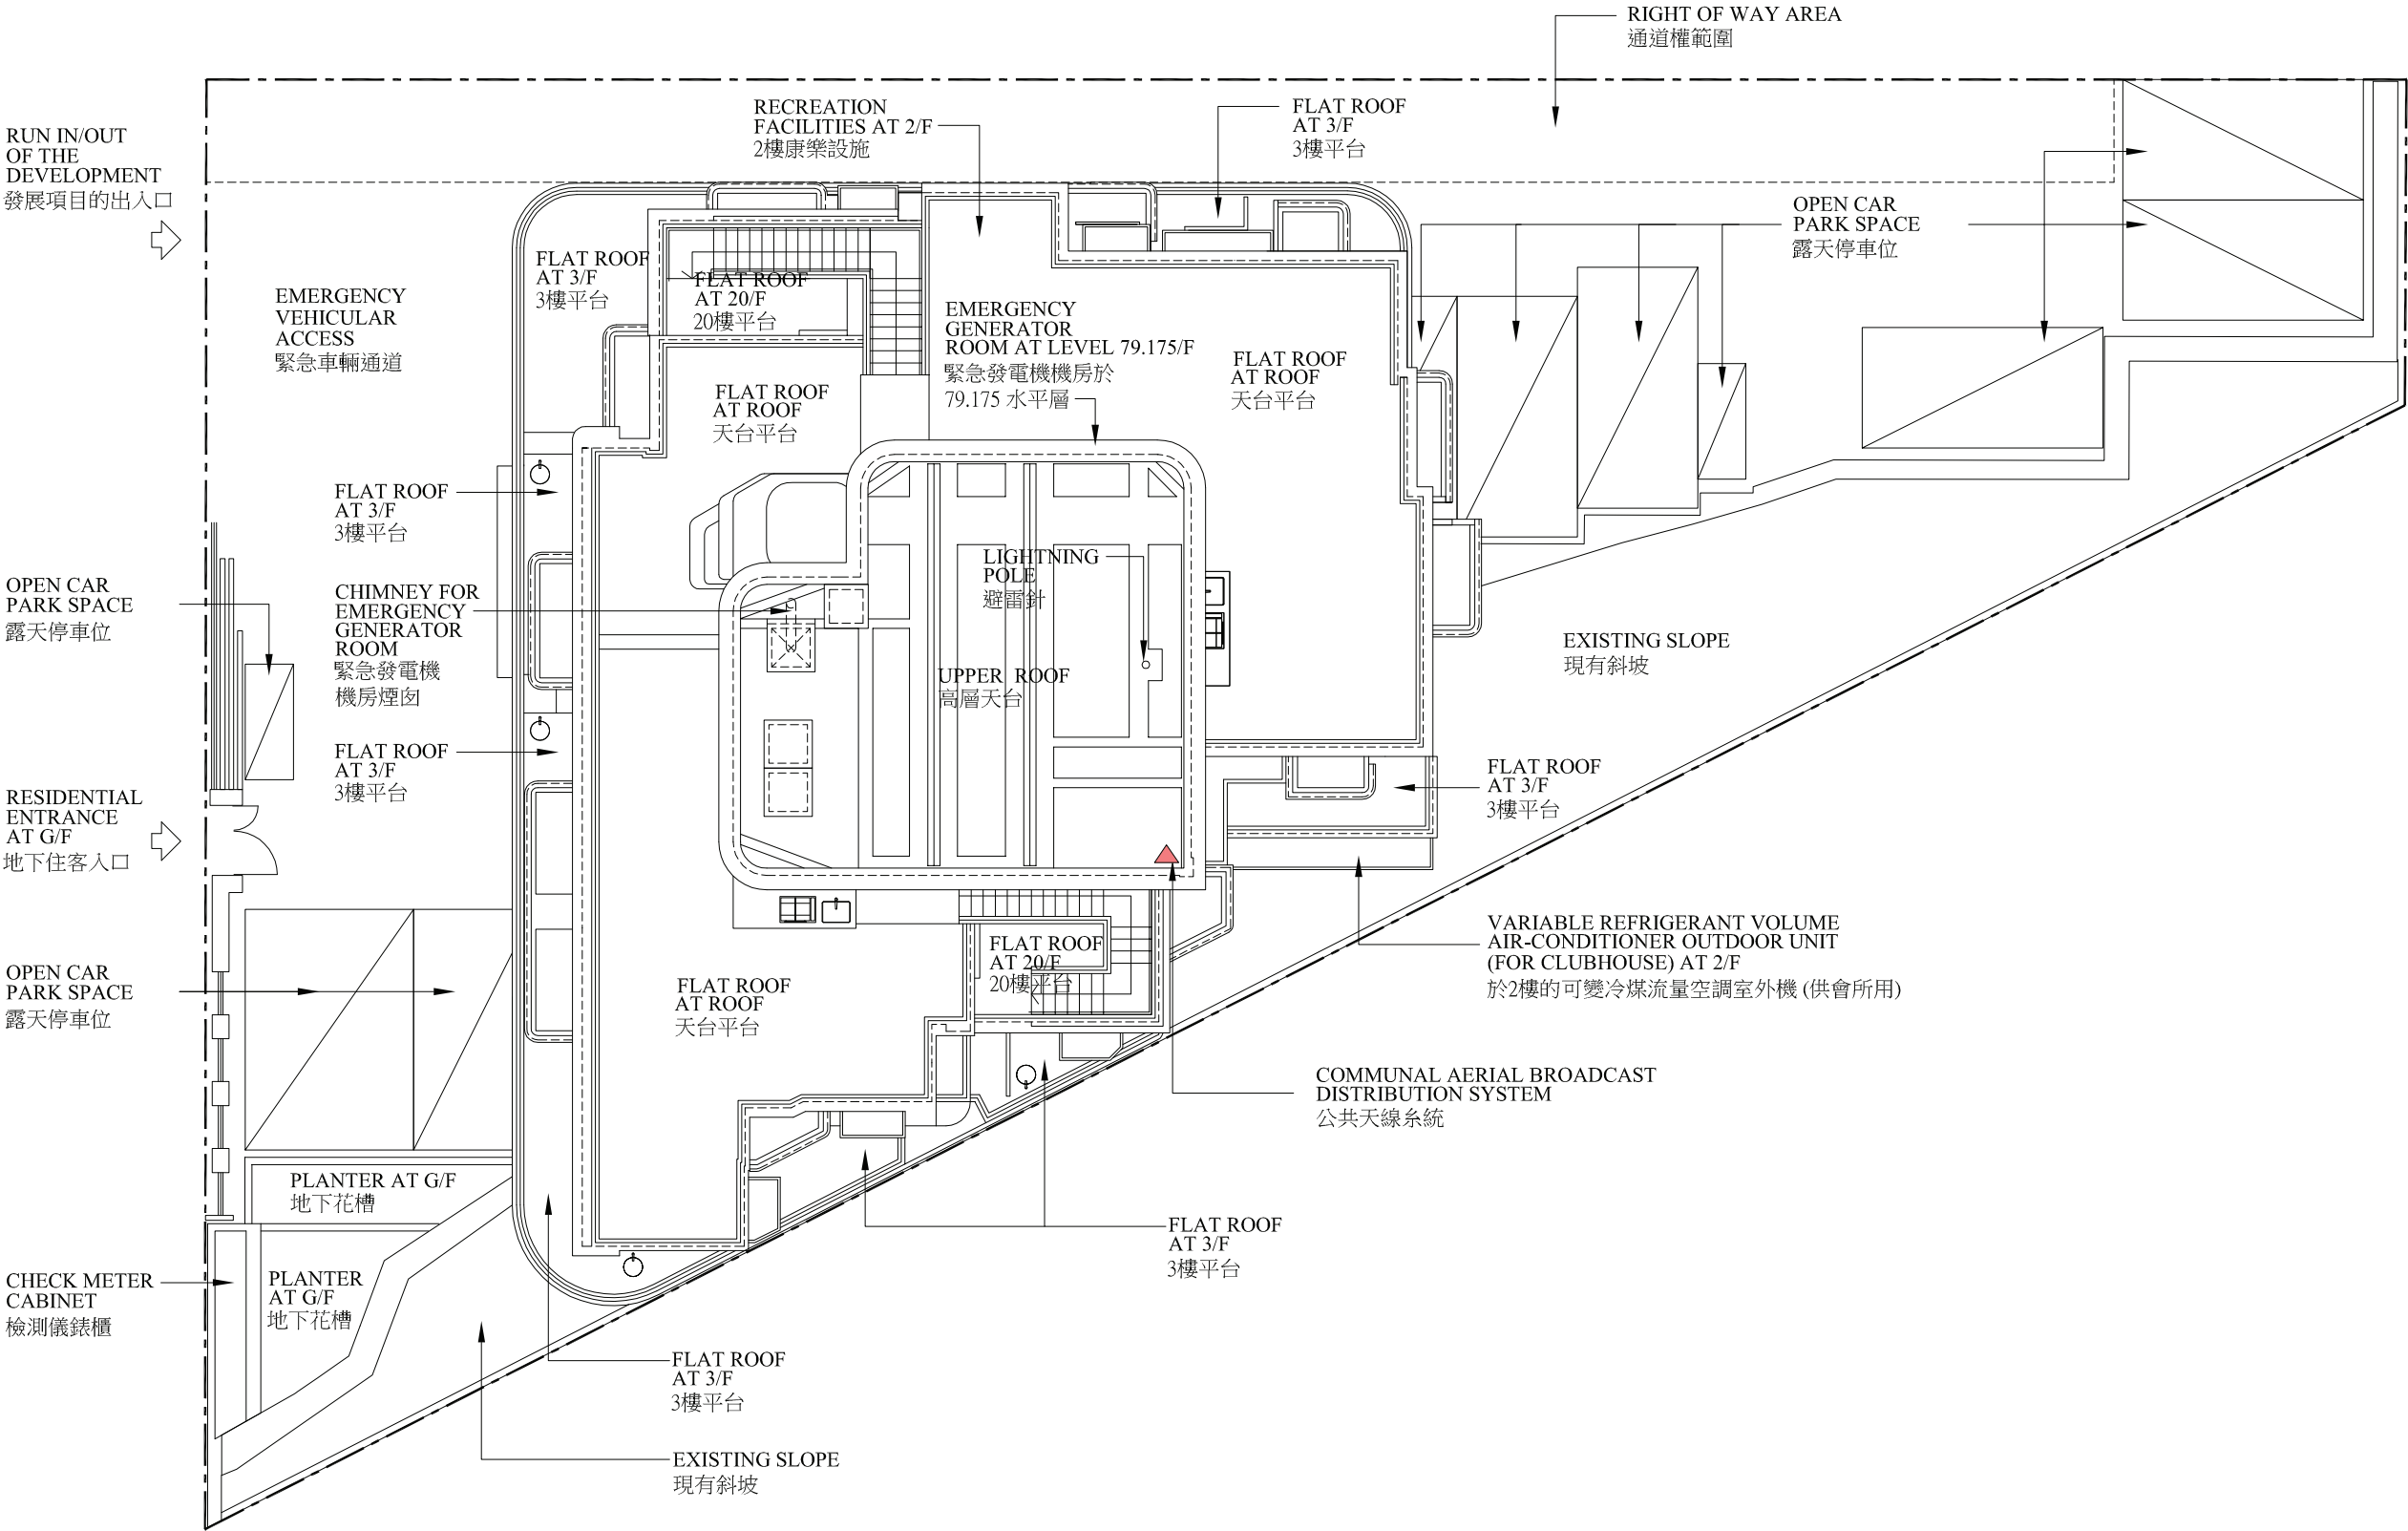 RIGHT OF WAY AREA
通道權範圍
RUN IN/OUT
OF THE
DEVELOPMENT
發展項目的出入口
RECREATION
FACILITIES AT 2/F
2樓康樂設施
FLAT ROOF
AT 3/F
3樓平台
OPEN CAR
PARK SPACE
露天停車位
EMERGENCY
VEHICULAR
ACCESS
緊急車輛通道
FLAT ROOF
AT 3/F
3樓平台
FLAT ROOF
AT 20/F
20樓平台
EMERGENCY
GENERATOR
ROOM AT LEVEL 79.175/F
緊急發電機機房於
79.175 水平層
FLAT ROOF
AT ROOF
天台平台
FLAT ROOF
AT ROOF
天台平台
FLAT ROOF
AT 3/F
3樓平台
OPEN CAR
PARK SPACE
露天停車位
CHIMNEY FOR
EMERGENCY
GENERATOR
ROOM
緊急發電機
機房煙囪
LIGHTNING
POLE
避雷針
UPPER ROOF
高層天台
EXISTING SLOPE
現有斜坡
FLAT ROOF
AT 3/F
3樓平台
FLAT ROOF
AT 3/F
3樓平台
RESIDENTIAL
ENTRANCE
AT G/F
地下住客入口
VARIABLE REFRIGERANT VOLUME
AIR-CONDITIONER OUTDOOR UNIT
(FOR CLUBHOUSE) AT 2/F
於2樓的可變冷煤流量空調室外機 (供會所用)
OPEN CAR
PARK SPACE
露天停車位
FLAT ROOF
AT ROOF
天台平台
FLAT ROOF
AT 20/F
20樓平台
COMMUNAL AERIAL BROADCAST
DISTRIBUTION SYSTEM
公共天線系統
PLANTER AT G/F
地下花槽
FLAT ROOF
AT 3/F
3樓平台
CHECK METER
CABINET
檢測儀錶櫃
PLANTER
AT G/F
地下花槽
FLAT ROOF
AT 3/F
3樓平台
EXISTING SLOPE
現有斜坡